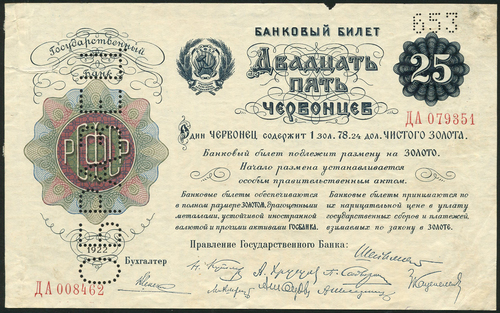 БАНКОВЫЙ БИЛЕТ
653
Государственный
Банк
Двадцать
пять
червонцев
25
ДА 079351
Один червонец содержит 1 зол. 78.24 дол. чистого золота.
Банковый билет подлежит размену на золото.
Начало размена устанавливается
особым правительственным актом.
РСФСР
Банковые билеты обеспечиваются
в полном размере золотом, драгоценными
металлами, устойчивой иностранной
валютой и прочими активами Госбанка.
Банковые билеты принимаются по
их нарицательной цене в уплату
государственных сборов и платежей,
взимаемых по закону в золоте.
1922
Правление Государственного Банка:
Бухгалтер
ДА 008462